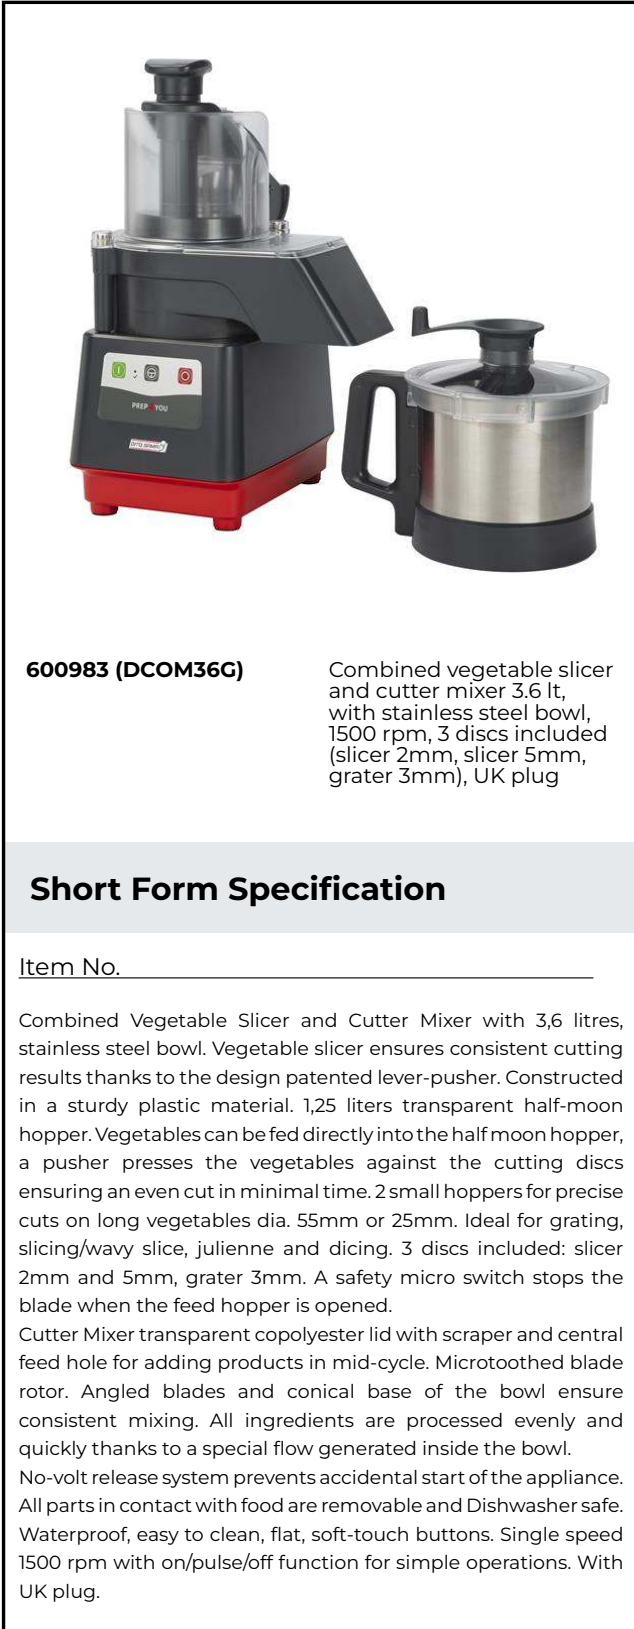 PREP4YOU
DITO SAMA
600983 (DCOM36G)
Combined vegetable slicer
and cutter mixer 3.6 lt,
with stainless steel bowl,
1500 rpm, 3 discs included
(slicer 2mm, slicer 5mm,
grater 3mm), UK plug
Short Form Specification
Item No.
Combined Vegetable Slicer and Cutter Mixer with 3,6 litres,
stainless steel bowl. Vegetable slicer ensures consistent cutting
results thanks to the design patented lever-pusher. Constructed
in a sturdy plastic material. 1,25 liters transparent half-moon
hopper. Vegetables can be fed directly into the half moon hopper,
a pusher presses the vegetables against the cutting discs
ensuring an even cut in minimal time. 2 small hoppers for precise
cuts on long vegetables dia. 55mm or 25mm. Ideal for grating,
slicing/wavy slice, julienne and dicing. 3 discs included: slicer
2mm and 5mm, grater 3mm. A safety micro switch stops the
blade when the feed hopper is opened.
Cutter Mixer transparent copolyester lid with scraper and central
feed hole for adding products in mid-cycle. Microtoothed blade
rotor. Angled blades and conical base of the bowl ensure
consistent mixing. All ingredients are processed evenly and
quickly thanks to a special flow generated inside the bowl.
No-volt release system prevents accidental start of the appliance.
All parts in contact with food are removable and Dishwasher safe.
Waterproof, easy to clean, flat, soft-touch buttons. Single speed
1500 rpm with on/pulse/off function for simple operations. With
UK plug.